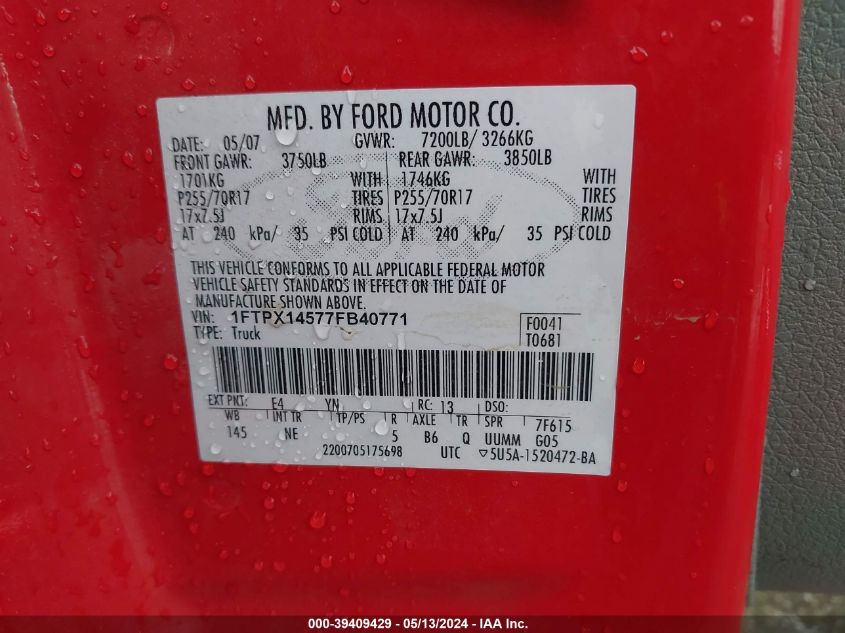 MFD. BY FORD MOTOR CO.
DATE: 05/07 GVWR: 7200LB/ 3266KG
FRONT GAWR: 3750LB REAR GAWR: 3850LB
1701KG WITH 1746KG WITH
P255/70R17 TIRES P255/70R17 TIRES
17x7.5J RIMS 17x7.5J RIMS
AT 240 kPa/ 35 PSI COLD AT 240 kPa/ 35 PSI COLD
THIS VEHICLE CONFORMS TO ALL APPLICABLE FEDERAL MOTOR
VEHICLE SAFETY STANDARDS IN EFFECT ON THE DATE OF
MANUFACTURE SHOWN ABOVE.
VIN: 1FTPX14577FB40771 F0041
TYPE: Truck T0681
EXT PNT: E4 YN RC: 13 DSO:
WB INT TR TP/PS R AXLE TR SPR 7F615
145 NE 5 B6 Q UUMM G05
2200705175698 UTC ▽5U5A-1520472-BA
000-39409429 - 05/13/2024 - IAA Inc.